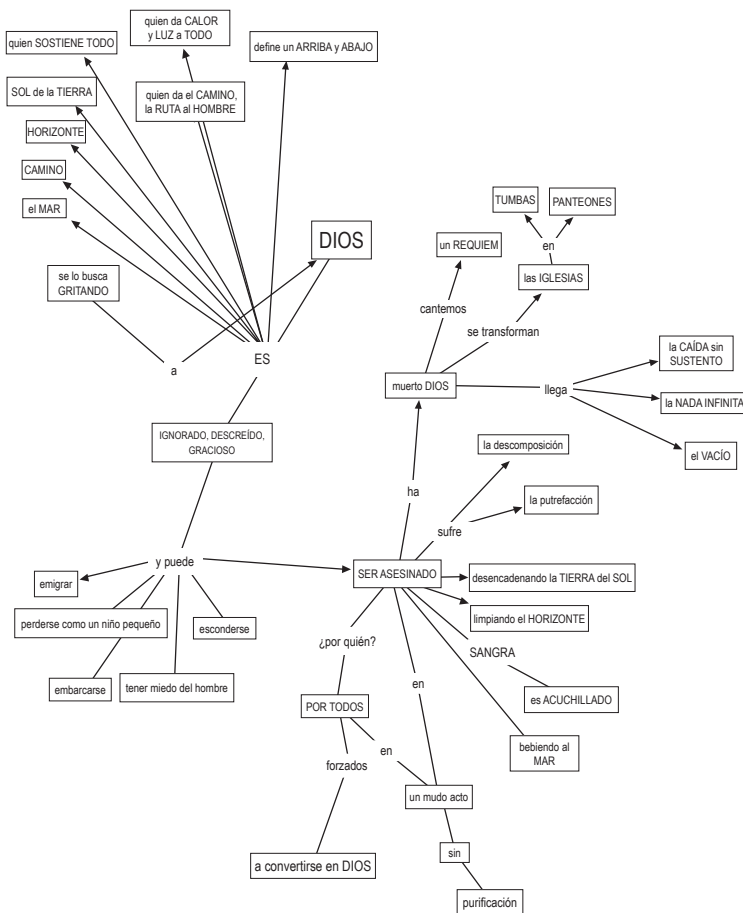 quien da CALOR
y LUZ a TODO
quien SOSTIENE TODO
define un ARRIBA y ABAJO
SOL de la TIERRA
quien da el CAMINO,
la RUTA al HOMBRE
HORIZONTE
CAMINO
el MAR
DIOS
se lo busca
GRITANDO
a
ES
IGNORADO, DESCREÍDO,
GRACIOSO
y puede
emigrar
perderse como un niño pequeño
esconderse
embarcarse
tener miedo del hombre
TUMBAS
PANTEONES
en
un REQUIEM
las IGLESIAS
cantemos
se transforman
muerto DIOS
llega
la CAÍDA sin
SUSTENTO
la NADA INFINITA
el VACÍO
ha
la descomposición
la putrefacción
sufre
SER ASESINADO
desencadenando la TIERRA del SOL
limpiando el HORIZONTE
SANGRA
es ACUCHILLADO
bebiendo al
MAR
¿por quién?
en
POR TODOS
en
forzados
un mudo acto
a convertirse en DIOS
sin
purificación